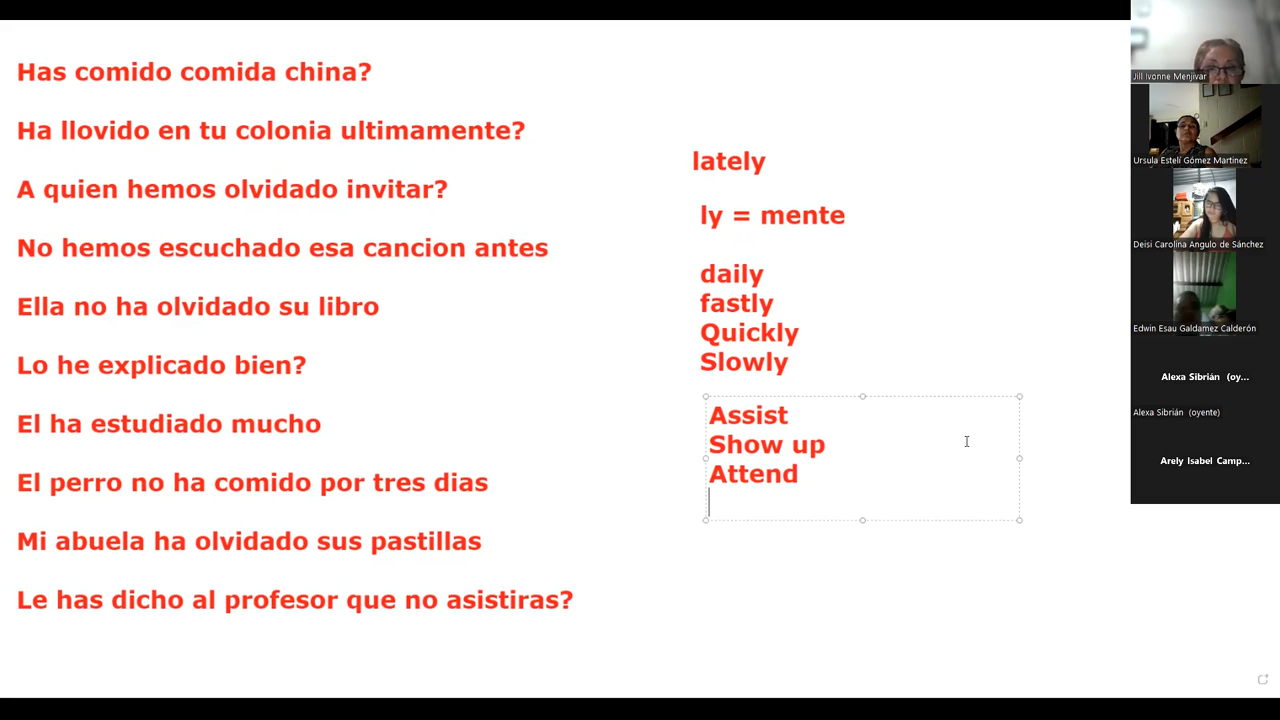 Has comido comida china?
Ha llovido en tu colonia ultimamente?
A quien hemos olvidado invitar?
No hemos escuchado esa cancion antes
Ella no ha olvidado su libro
Lo he explicado bien?
El ha estudiado mucho
El perro no ha comido por tres dias
Mi abuela ha olvidado sus pastillas
Le has dicho al profesor que no asistiras?
lately
ly = mente
daily
fastly
Quickly
Slowly
Assist
Show up
Attend
Jill Ivonne Menjivar
Ursula Estelí Gómez Martinez
Deisi Carolina Angulo de Sánchez
Edwin Esau Galdamez Calderón
Alexa Sibrián (oy...
Alexa Sibrián (oyente)
Arely Isabel Camp...